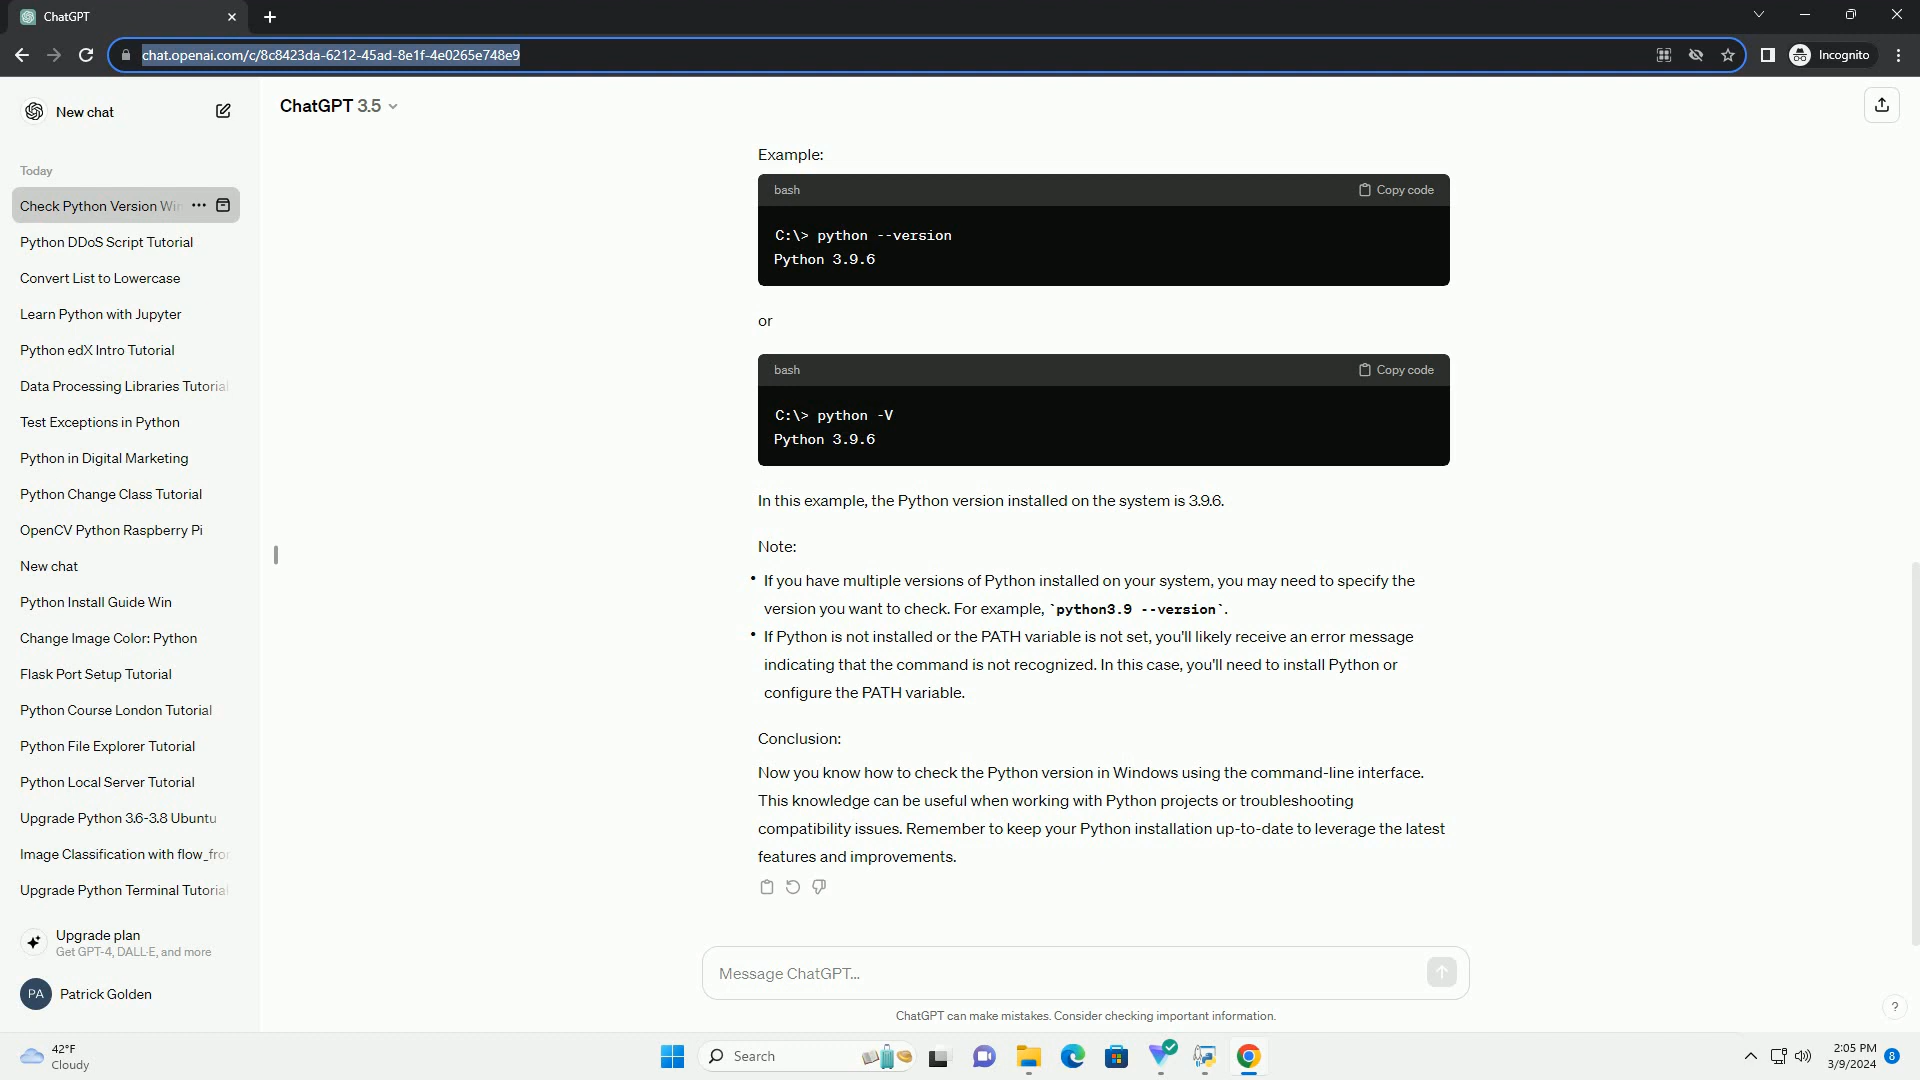 ChatGPT
chat.openai.com/c/8c8423da-6212-45ad-8e1f-4e0265e748e9
Incognito
New chat
ChatGPT 3.5
Today
Check Python Version Win
Python DDoS Script Tutorial
Convert List to Lowercase
Learn Python with Jupyter
Python edX Intro Tutorial
Data Processing Libraries Tutorial
Test Exceptions in Python
Python in Digital Marketing
Python Change Class Tutorial
OpenCV Python Raspberry Pi
New chat
Python Install Guide Win
Change Image Color: Python
Flask Port Setup Tutorial
Python Course London Tutorial
Python File Explorer Tutorial
Python Local Server Tutorial
Upgrade Python 3.6-3.8 Ubuntu
Image Classification with flow_fror
Upgrade Python Terminal Tutorial
Upgrade plan
Get GPT-4, DALL·E, and more
PA Patrick Golden
Example:
bash Copy code
C:\> python --version
Python 3.9.6
or
bash Copy code
C:\> python -V
Python 3.9.6
In this example, the Python version installed on the system is 3.9.6.
Note:
• If you have multiple versions of Python installed on your system, you may need to specify the
version you want to check. For example, `python3.9 --version`.
• If Python is not installed or the PATH variable is not set, you'll likely receive an error message
indicating that the command is not recognized. In this case, you'll need to install Python or
configure the PATH variable.
Conclusion:
Now you know how to check the Python version in Windows using the command-line interface.
This knowledge can be useful when working with Python projects or troubleshooting
compatibility issues. Remember to keep your Python installation up-to-date to leverage the latest
features and improvements.
Message ChatGPT...
ChatGPT can make mistakes. Consider checking important information.
?
42°F
Cloudy
Search
2:05 PM
3/9/2024
8